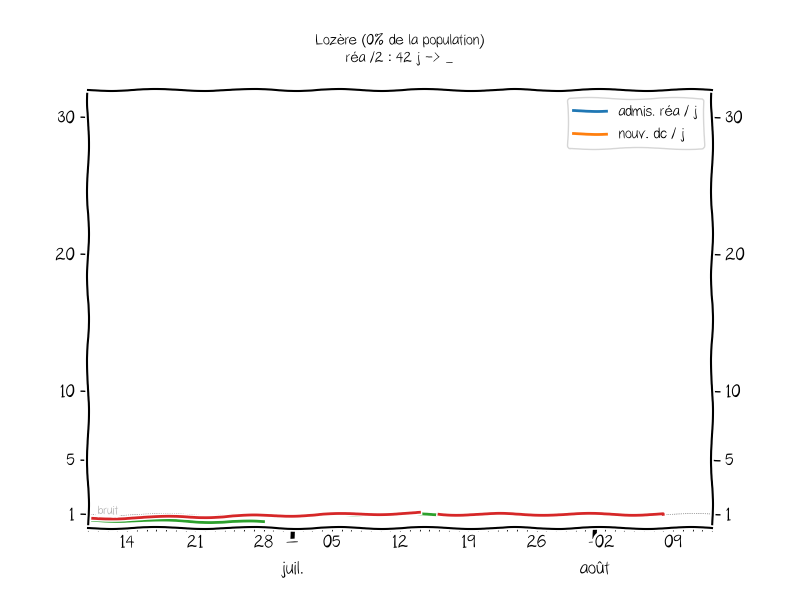 Lozère (0% de la population)
réa /2 : 42 j -> _
admis. réa / j
nouv. dc / j
30
30
20
20
10
10
5
5
bruit
1
1
14 21 28 05 12 19 26 02 09
juil. août